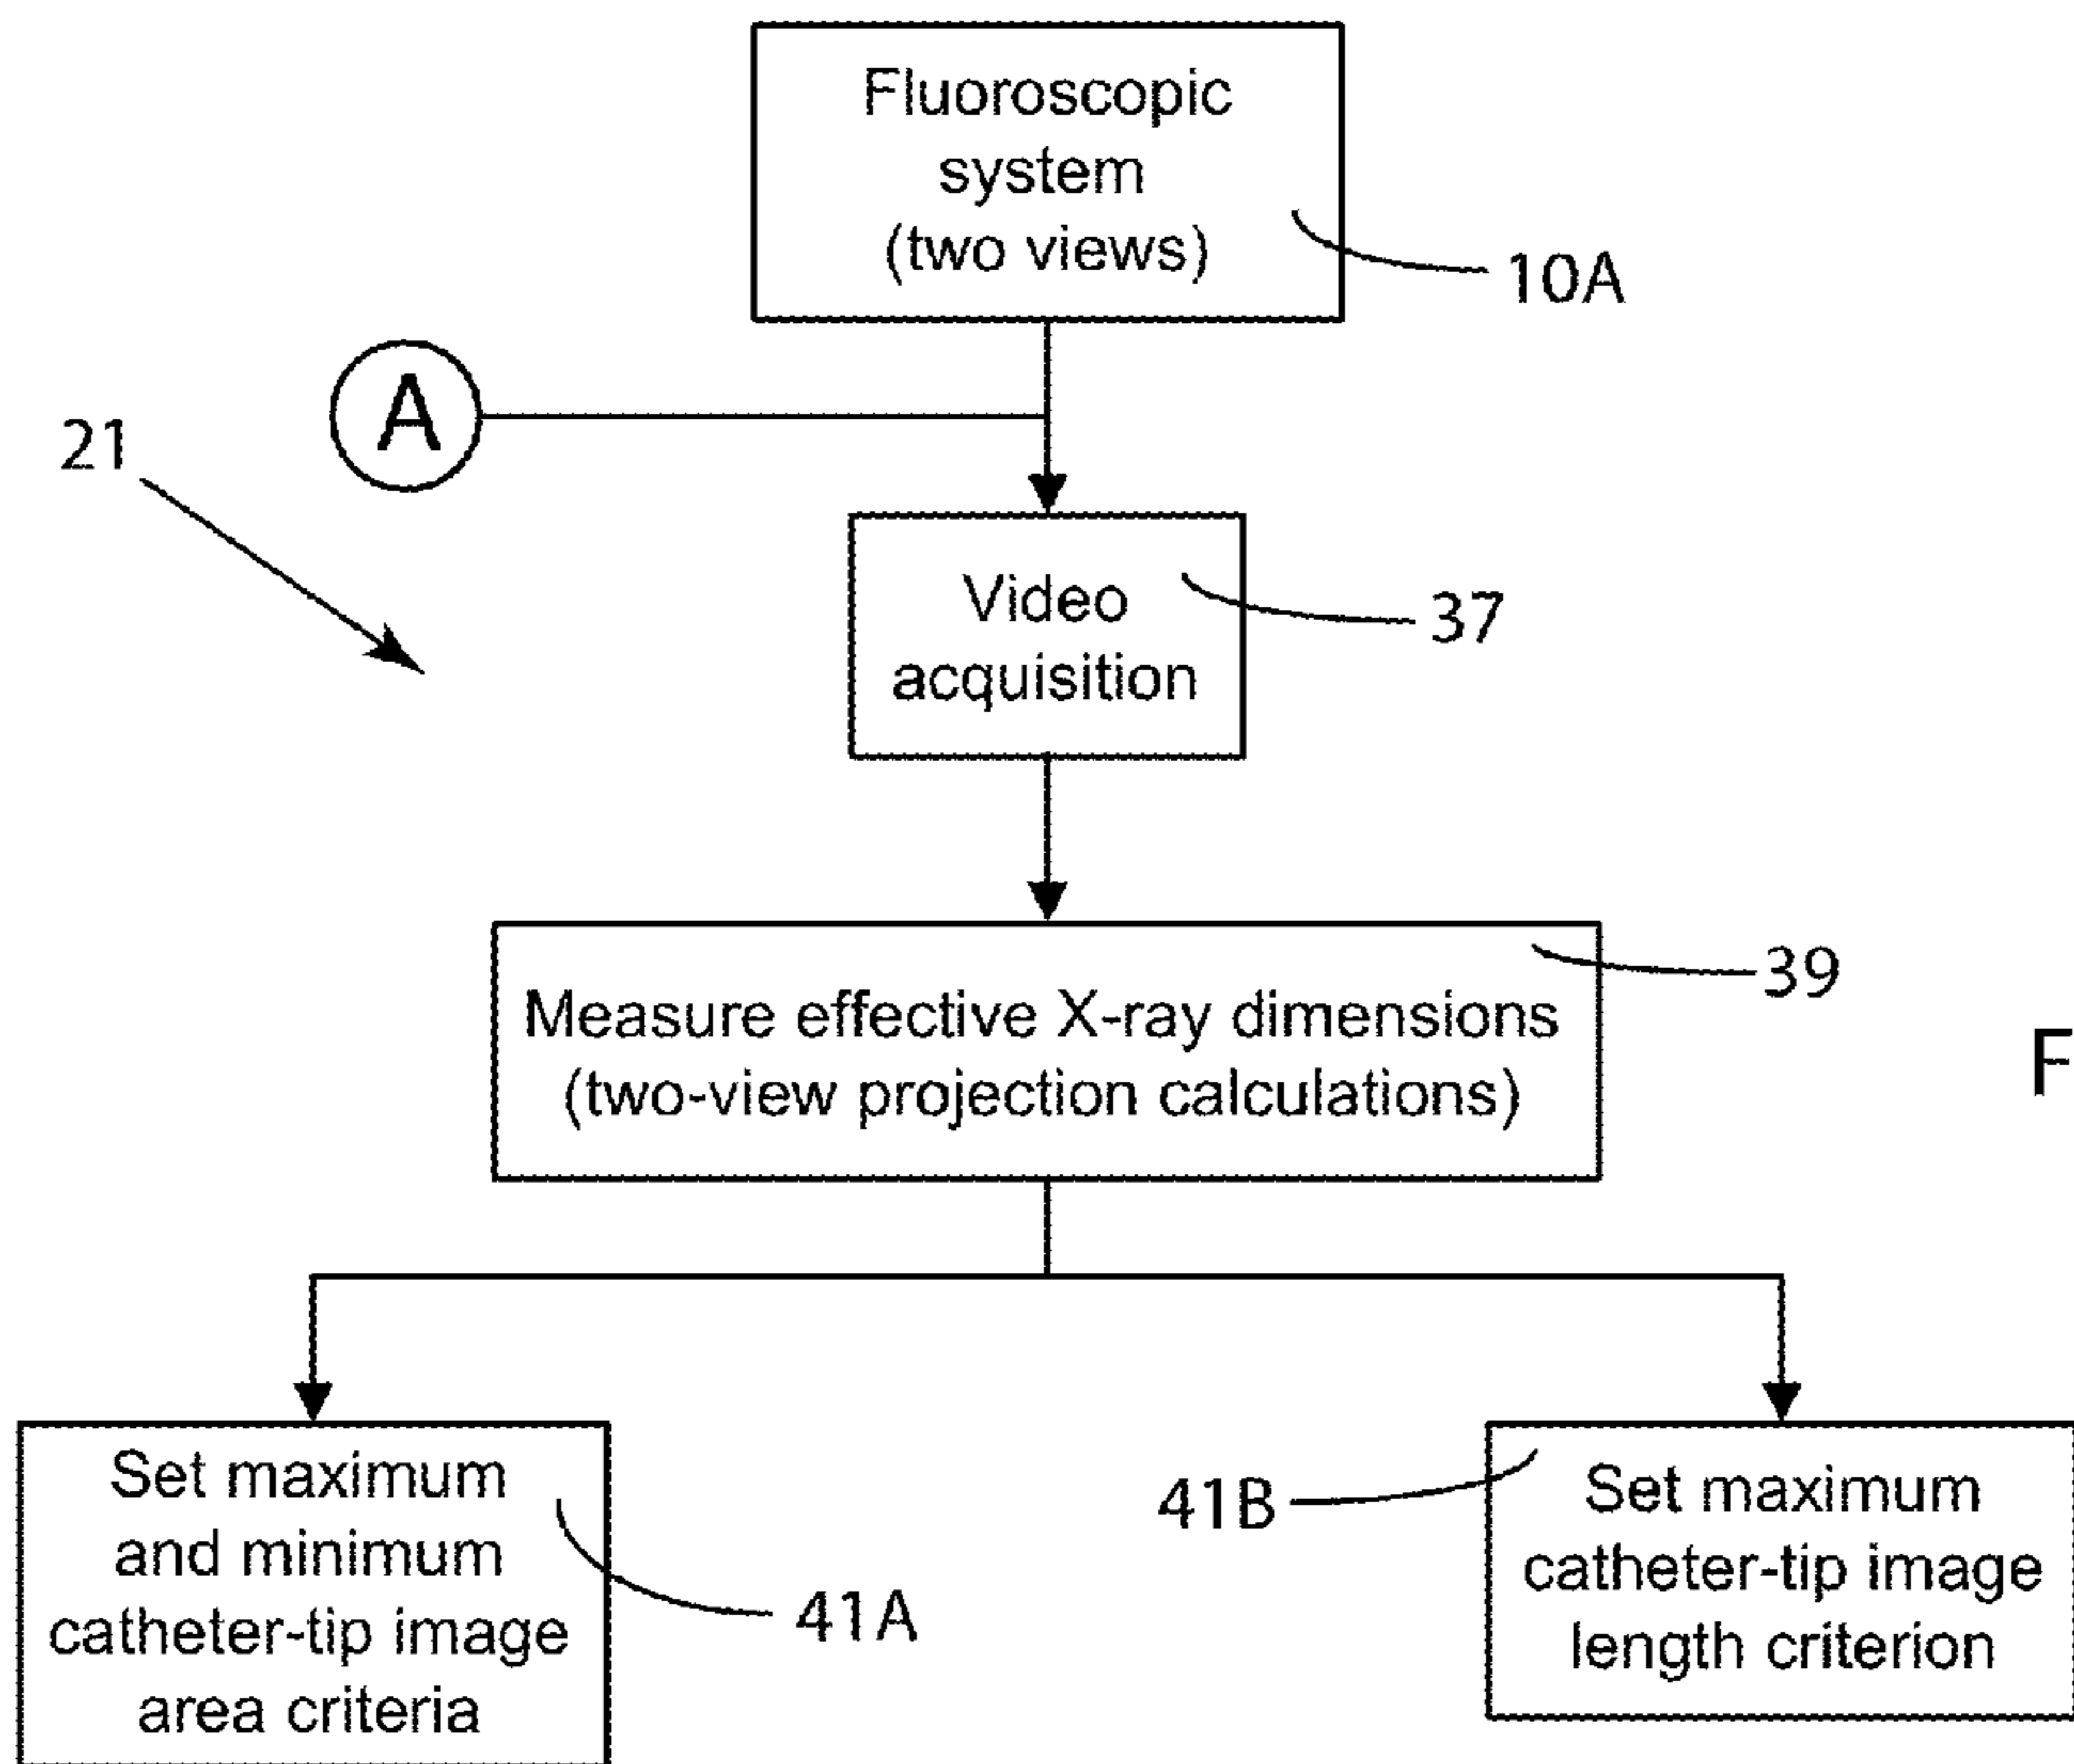 Fluoroscopic
system
(two views)
10A
A
21
Video
acquisition
37
39
Measure effective X-ray dimensions
(two-view projection calculations)
F
Set maximum
and minimum
catheter-tip image
area criteria
41A
41B
Set maximum
catheter-tip image
length criterion